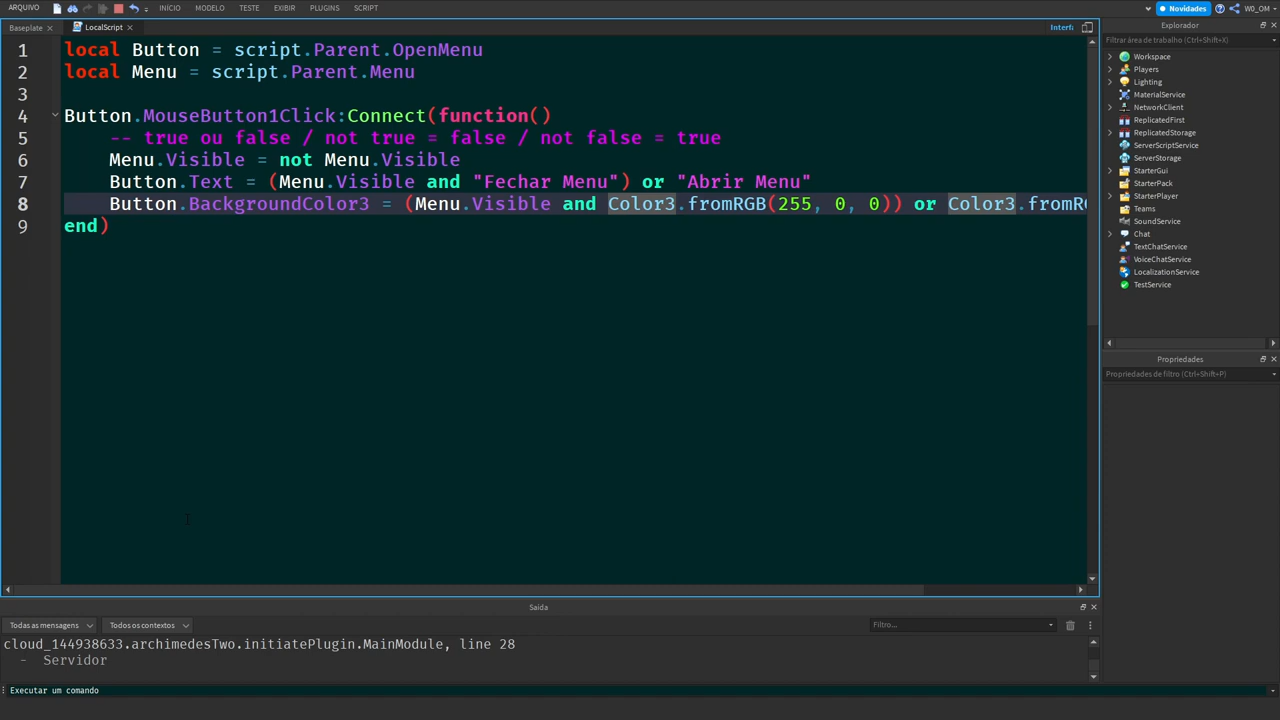 ARQUIVO INÍCIO MODELO TESTE EXIBIR PLUGINS SCRIPT Novidades W0_OM
Baseplate LocalScript Interf
1 local Button = script.Parent.OpenMenu
2 local Menu = script.Parent.Menu
3
4 Button.MouseButton1Click:Connect(function()
5 -- true ou false / not true = false / not false = true
6 Menu.Visible = not Menu.Visible
7 Button.Text = (Menu.Visible and "Fechar Menu") or "Abrir Menu"
8 Button.BackgroundColor3 = (Menu.Visible and Color3.fromRGB(255, 0, 0)) or Color3.fromR
9 end)
Explorador
Filtrar área de trabalho (Ctrl+Shift+X)
Workspace
Players
Lighting
MaterialService
NetworkClient
ReplicatedFirst
ReplicatedStorage
ServerScriptService
ServerStorage
StarterGui
StarterPack
StarterPlayer
Teams
SoundService
Chat
TextChatService
VoiceChatService
LocalizationService
TestService
Propriedades
Propriedades de filtro (Ctrl+Shift+P)
Saída
Todas as mensagens Todos os contextos Filtro...
cloud_144938633.archimedesTwo.initiatePlugin.MainModule, line 28
- Servidor
Executar um comando